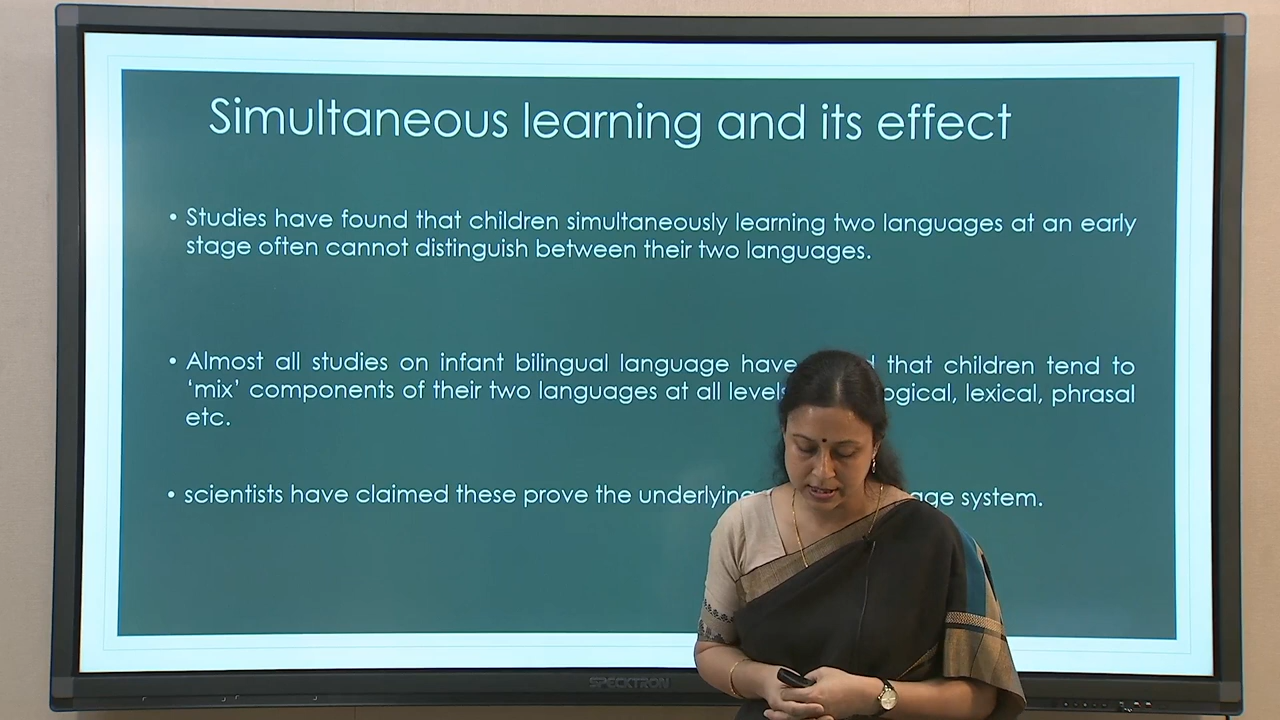 Simultaneous learning and its effect
• Studies have found that children simultaneously learning two languages at an early
stage often cannot distinguish between their two languages.
• Almost all studies on infant bilingual language have that children tend to
‘mix’ components of their two languages at all levels ogical, lexical, phrasal
etc.
• scientists have claimed these prove the underlying age system.
SPECKTRON